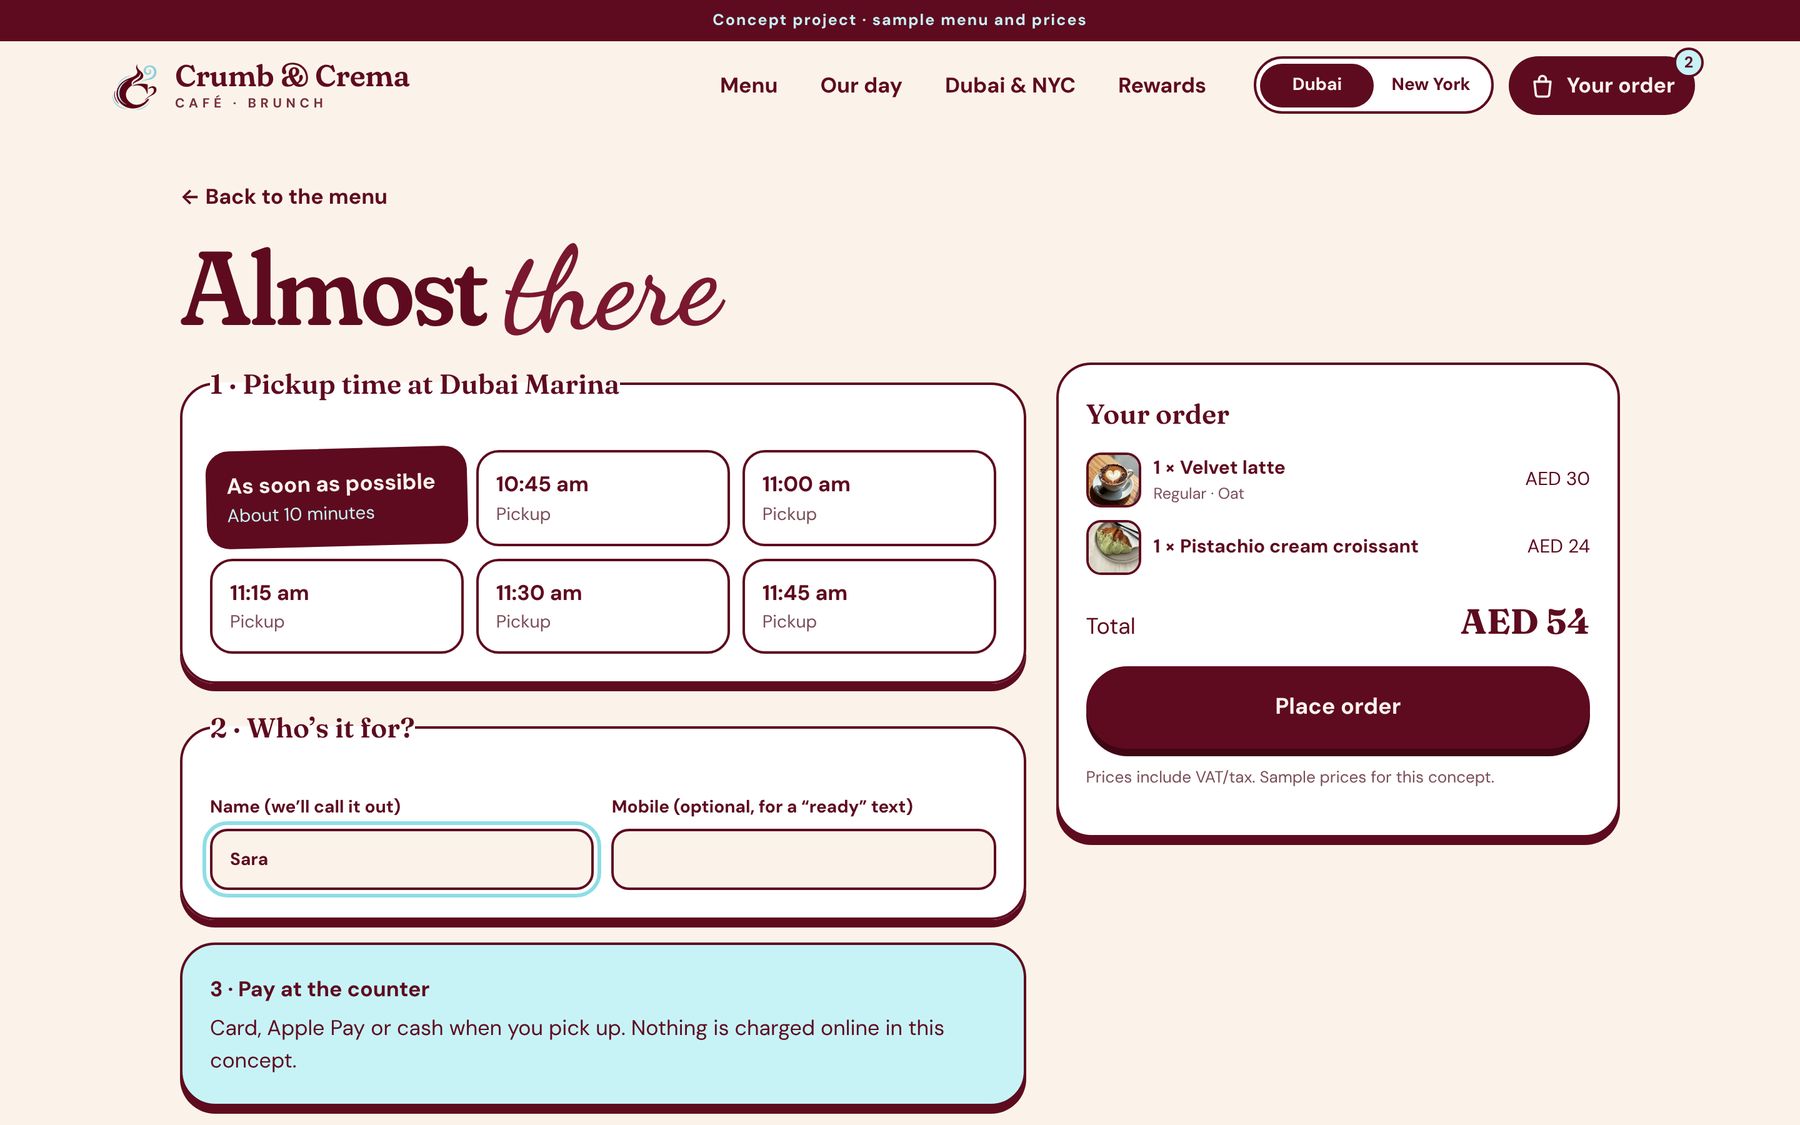 Concept project · sample menu and prices
Crumb & Crema
CAFÉ · BRUNCH
Menu
Our day
Dubai & NYC
Rewards
Dubai
New York
Your order
2
← Back to the menu
Almost there
1 · Pickup time at Dubai Marina
As soon as possible
About 10 minutes
10:45 am
Pickup
11:00 am
Pickup
11:15 am
Pickup
11:30 am
Pickup
11:45 am
Pickup
2 · Who’s it for?
Name (we’ll call it out)
Sara
Mobile (optional, for a “ready” text)
3 · Pay at the counter
Card, Apple Pay or cash when you pick up. Nothing is charged online in this
concept.
Your order
1 × Velvet latte
Regular · Oat
AED 30
1 × Pistachio cream croissant
AED 24
Total
AED 54
Place order
Prices include VAT/tax. Sample prices for this concept.